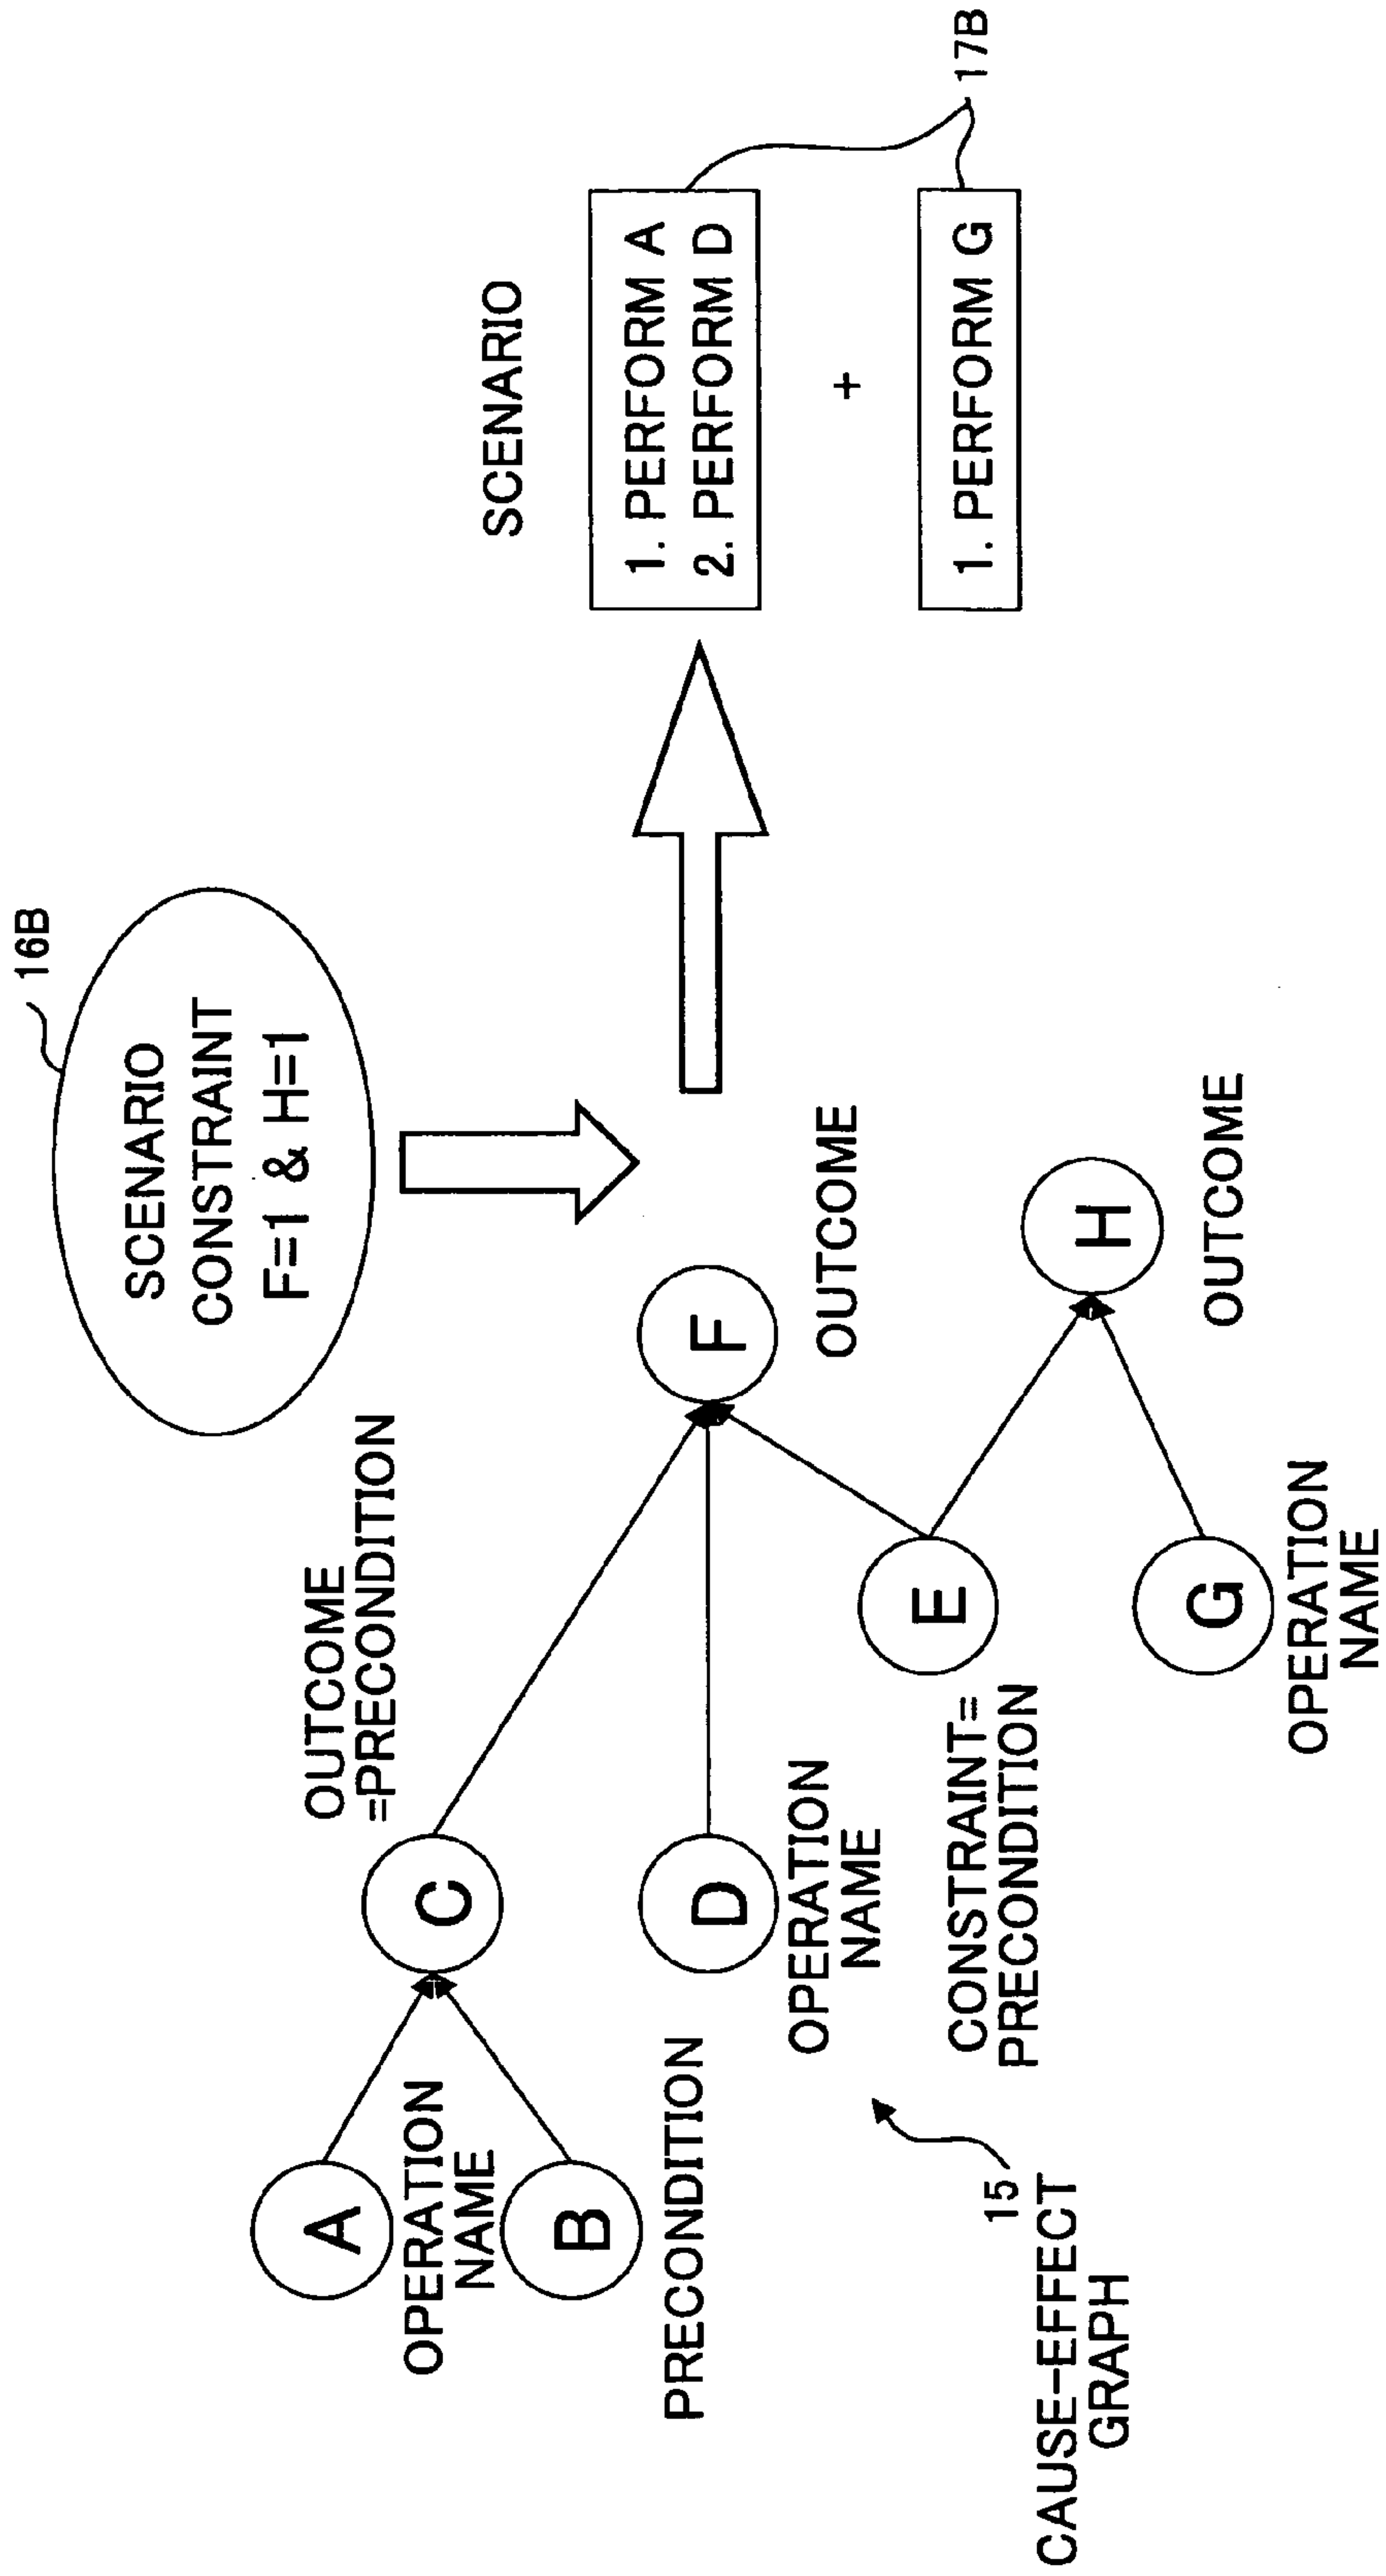 16B
SCENARIO
CONSTRAINT
F=1 & H=1
OUTCOME
=PRECONDITION
A
OPERATION
NAME
B
PRECONDITION
C
D
OPERATION
NAME
F
OUTCOME
E
CONSTRAINT=
PRECONDITION
G
OPERATION
NAME
H
OUTCOME
15
CAUSE-EFFECT
GRAPH
SCENARIO
1. PERFORM A
2. PERFORM D
+
1. PERFORM G
17B